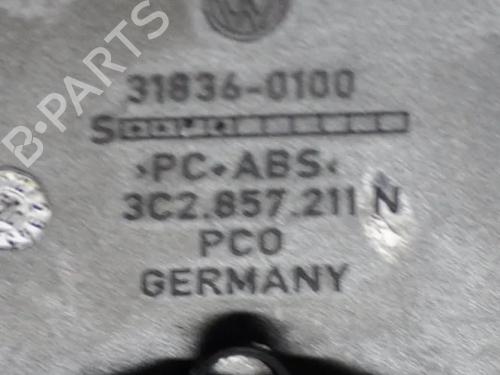 31836-0100
S
>PC+ABS<
3C2.857.211 N
PCO
GERMANY
B-PARTS